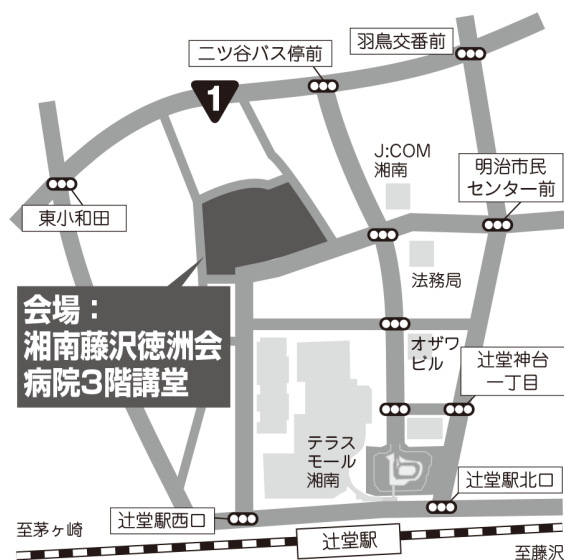 羽鳥交番前
二ツ谷バス停前
1
J:COM
湘南
明治市民
センター前
東小和田
法務局
会場：
湘南藤沢徳洲会
病院3階講堂
オザワ
ビル
辻堂神台
一丁目
テラス
モール
湘南
辻堂駅北口
辻堂駅西口
至茅ヶ崎
辻堂駅
至藤沢